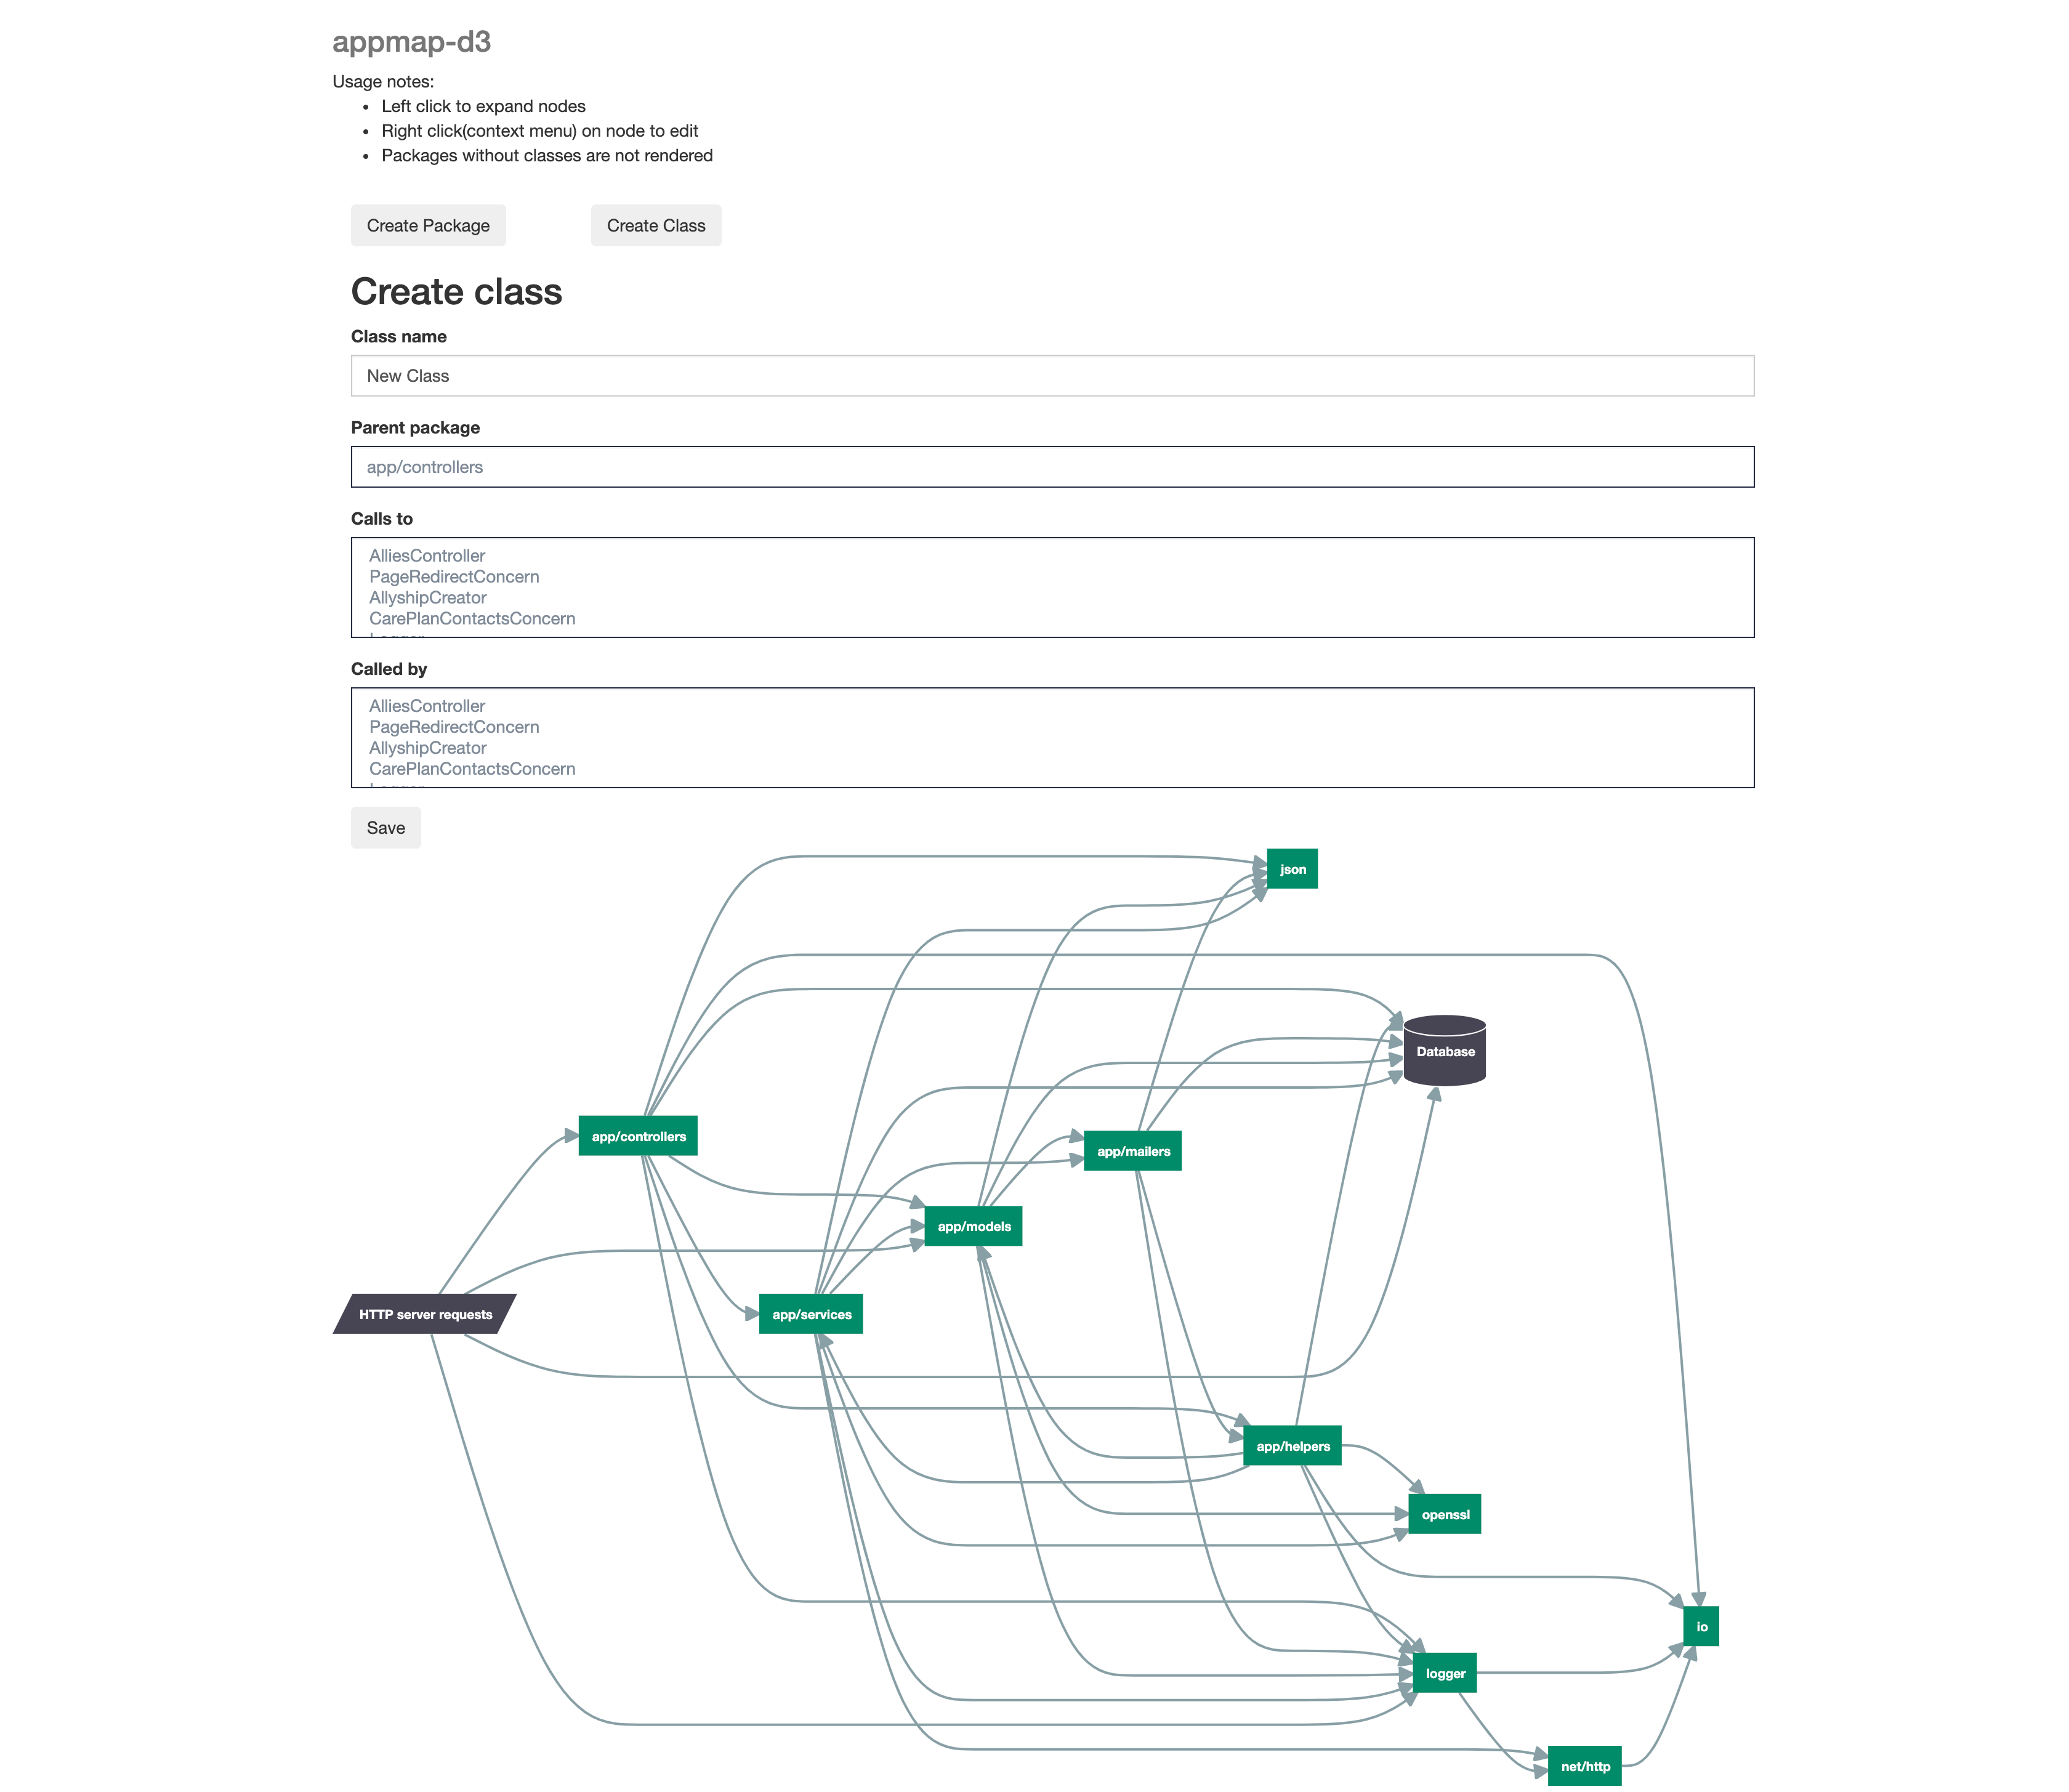 appmap-d3
Usage notes:
Left click to expand nodes
Right click(context menu) on node to edit
Packages without classes are not rendered
Create Package
Create Class
Create class
Class name
New Class
Parent package
app/controllers
Calls to
AlliesController
PageRedirectConcern
AllyshipCreator
CarePlanContactsConcern
Called by
AlliesController
PageRedirectConcern
AllyshipCreator
CarePlanContactsConcern
Save
json
Database
app/controllers
app/mailers
app/models
HTTP server requests
app/services
app/helpers
openssl
io
logger
net/http